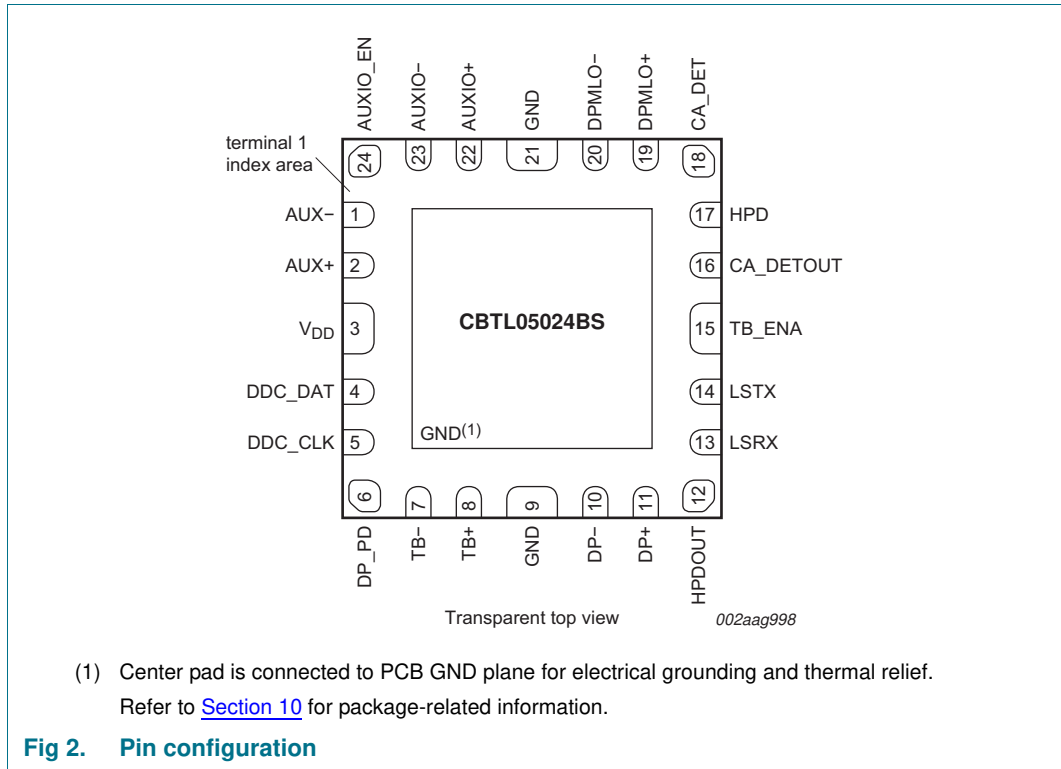 AUXIO_EN
AUXIO−
AUXIO+
GND
DPMLO−
DPMLO+
CA_DET
terminal 1
index area
24
23
22
21
20
19
18
AUX− 1
17 HPD
AUX+ 2
16 CA_DETOUT
VDD 3
CBTL05024BS
15 TB_ENA
DDC_DAT 4
14 LSTX
DDC_CLK 5
GND(1)
13 LSRX
6
7
8
9
10
11
12
DP_PD
TB−
TB+
GND
DP−
DP+
HPDOUT
Transparent top view
002aag998
(1) Center pad is connected to PCB GND plane for electrical grounding and thermal relief.
Refer to Section 10 for package-related information.
Fig 2. Pin configuration